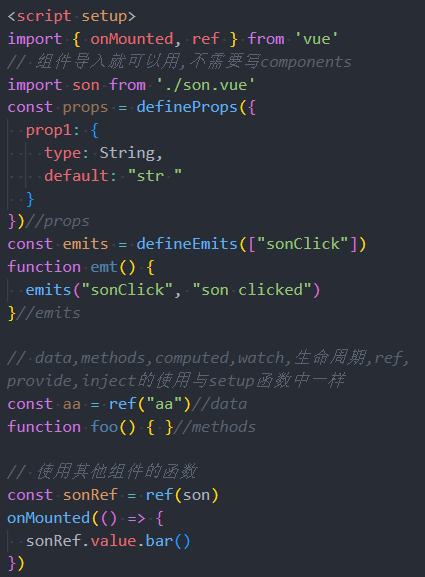 <script setup>
import { onMounted, ref } from 'vue'
// 组件导入就可以用,不需要写components
import son from './son.vue'
const props = defineProps({
  prop1: {
    type: String,
    default: "str "
  }
})//props
const emits = defineEmits(["sonClick"])
function emt() {
  emits("sonClick", "son clicked")
}//emits

// data,methods,computed,watch,生命周期,ref,
provide,inject的使用与setup函数中一样
const aa = ref("aa")//data
function foo() { }//methods

// 使用其他组件的函数
const sonRef = ref(son)
onMounted(() => {
  sonRef.value.bar()
})